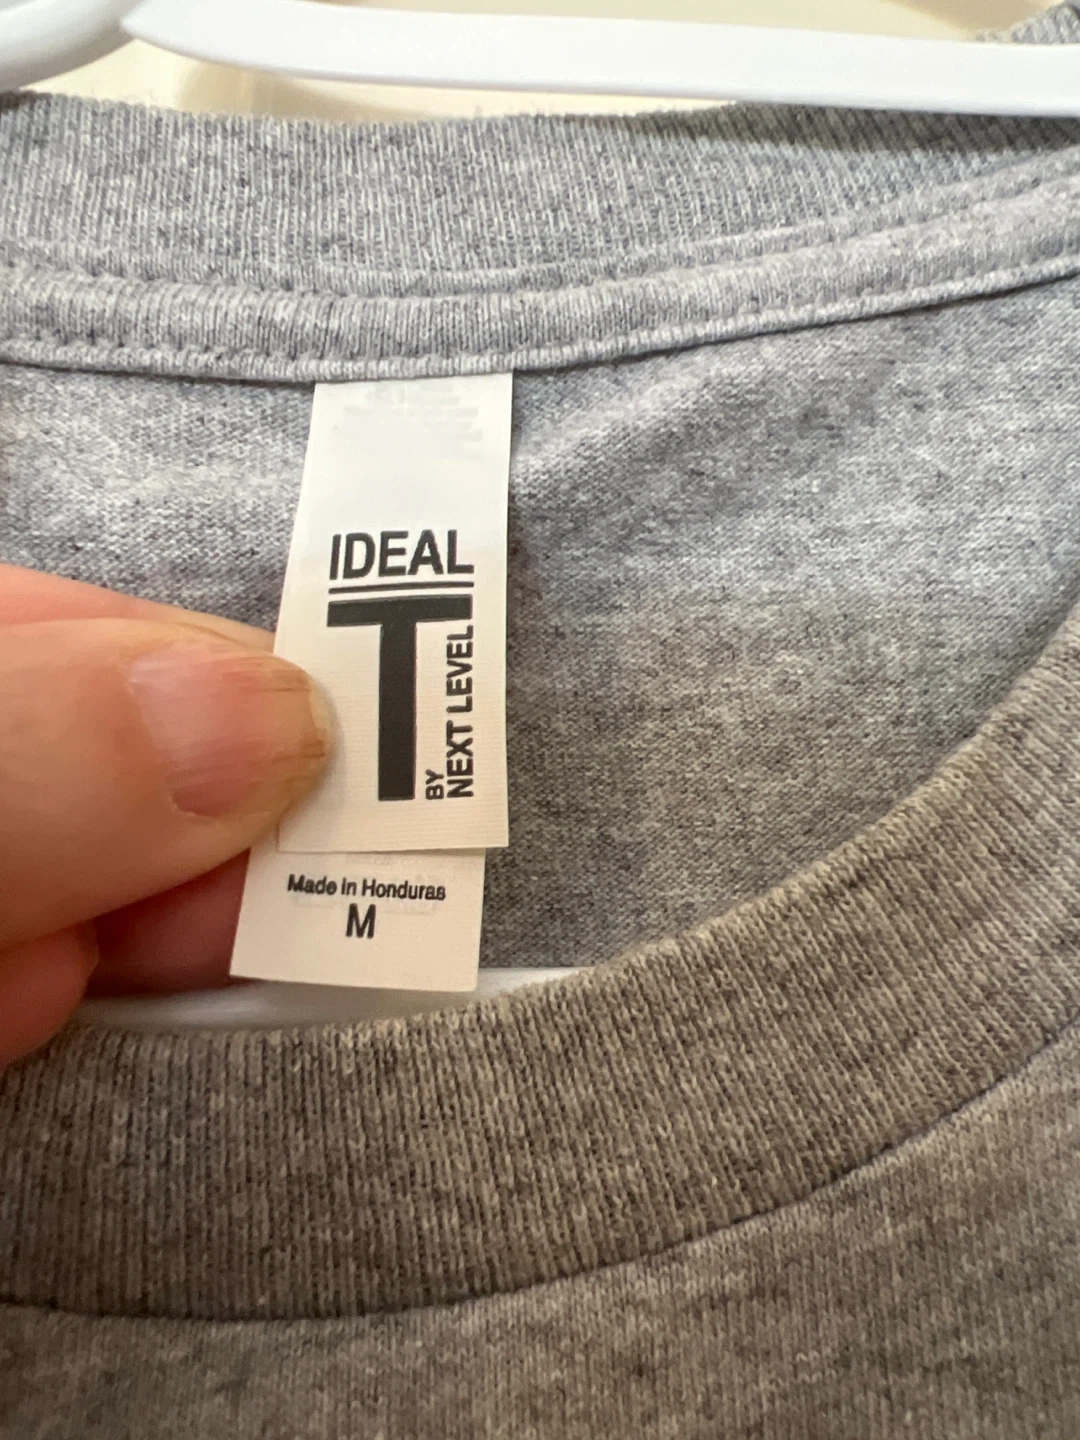 IDEAL
T
BY
NEXT LEVEL
Made in Honduras
M